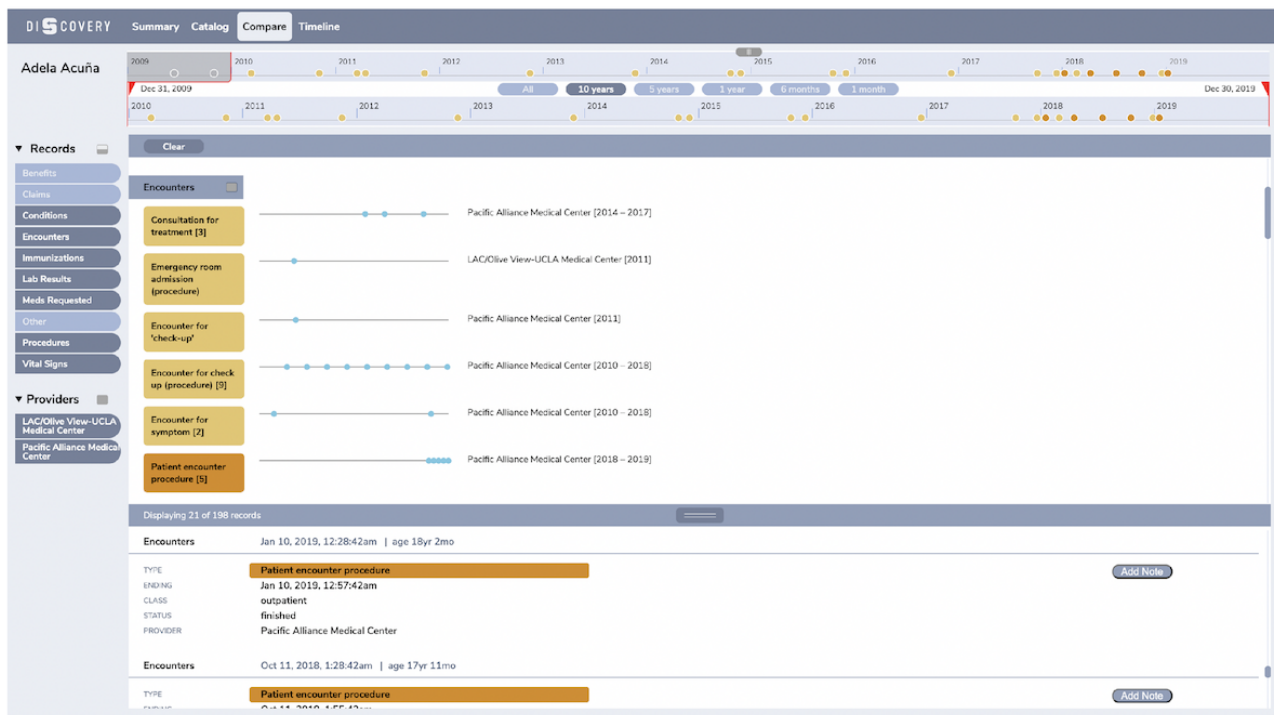 DISCOVERY Summary Catalog Compare Timeline
Adela Acuña
2009 2010 2011 2012 2013 2014 2015 2016 2017 2018 2019
Dec 31, 2009 All 10 years 5 years 1 year 6 months 1 month Dec 30, 2019
2010 2011 2012 2013 2014 2015 2016 2017 2018 2019
Records
Benefits
Claims
Conditions
Encounters
Immunizations
Lab Results
Meds Requested
Other
Procedures
Vital Signs
Providers
LAC/Olive View-UCLA
Medical Center
Pacific Alliance Medical
Center
Clear
Encounters
Consultation for
treatment [3]
Pacific Alliance Medical Center [2014 – 2017]
Emergency room
admission
(procedure)
LAC/Olive View-UCLA Medical Center [2011]
Encounter for
'check-up'
Pacific Alliance Medical Center [2011]
Encounter for check
up (procedure) [9]
Pacific Alliance Medical Center [2010 – 2018]
Encounter for
symptom [2]
Pacific Alliance Medical Center [2010 – 2018]
Patient encounter
procedure [5]
Pacific Alliance Medical Center [2018 – 2019]
Displaying 21 of 198 records
Encounters Jan 10, 2019, 12:28:42am | age 18yr 2mo
TYPE Patient encounter procedure Add Note
ENDING Jan 10, 2019, 12:57:42am
CLASS outpatient
STATUS finished
PROVIDER Pacific Alliance Medical Center
Encounters Oct 11, 2018, 1:28:42am | age 17yr 11mo
TYPE Patient encounter procedure Add Note